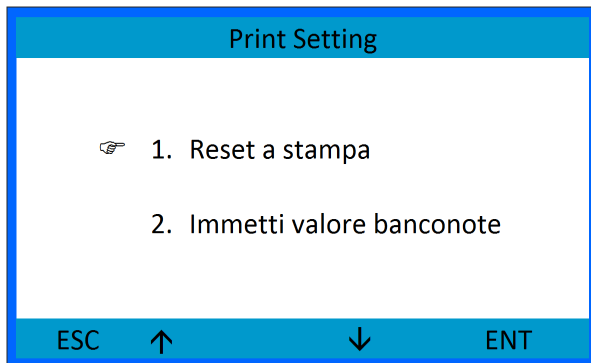 Print Setting
☞ 1. Reset a stampa
2. Immetti valore banconote
ESC ↑ ↓ ENT